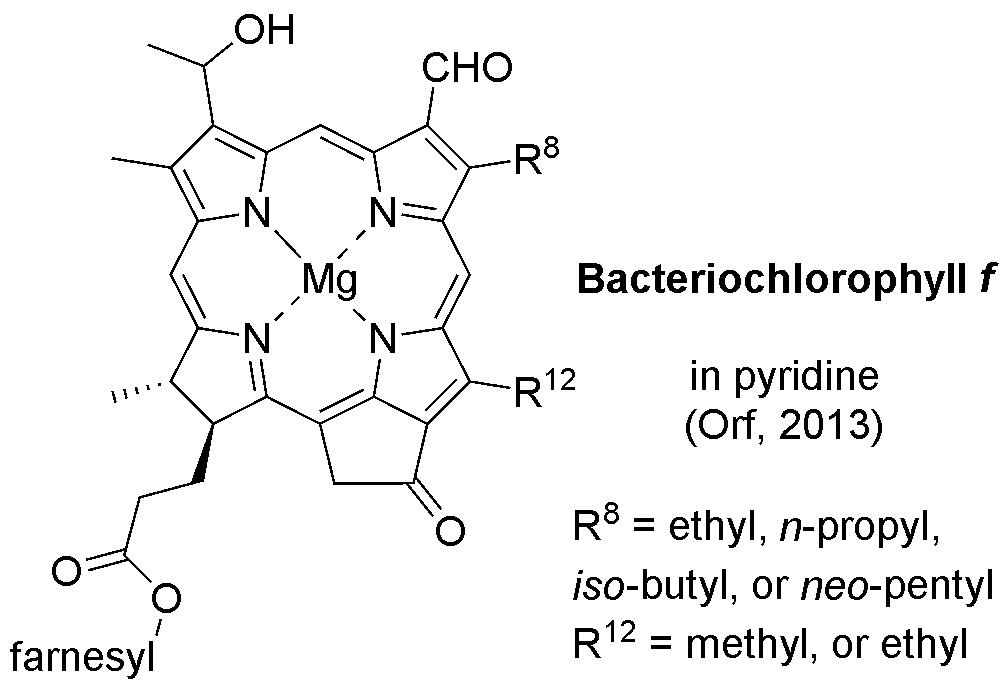 OH
CHO
R8
N
N
Mg
N
N
R12
O
O
O
farnesyl
Bacteriochlorophyll f
in pyridine
(Orf, 2013)
R8 = ethyl, n-propyl,
iso-butyl, or neo-pentyl
R12 = methyl, or ethyl